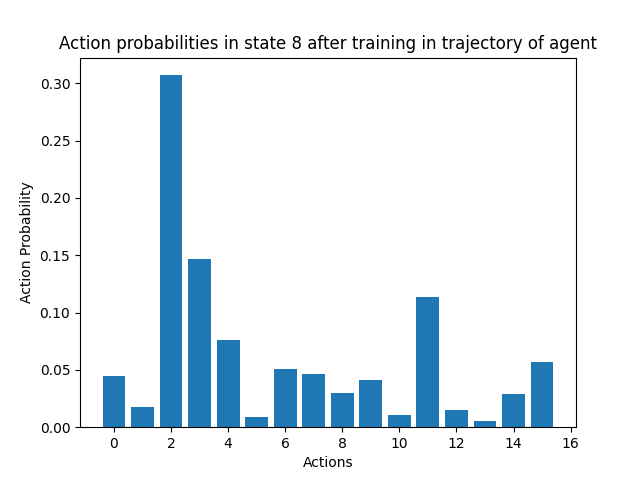 Action probabilities in state 8 after training in trajectory of agent
0.30
0.25
0.20
0.15
0.10
0.05
0.00
Action Probability
0 2 4 6 8 10 12 14 16
Actions